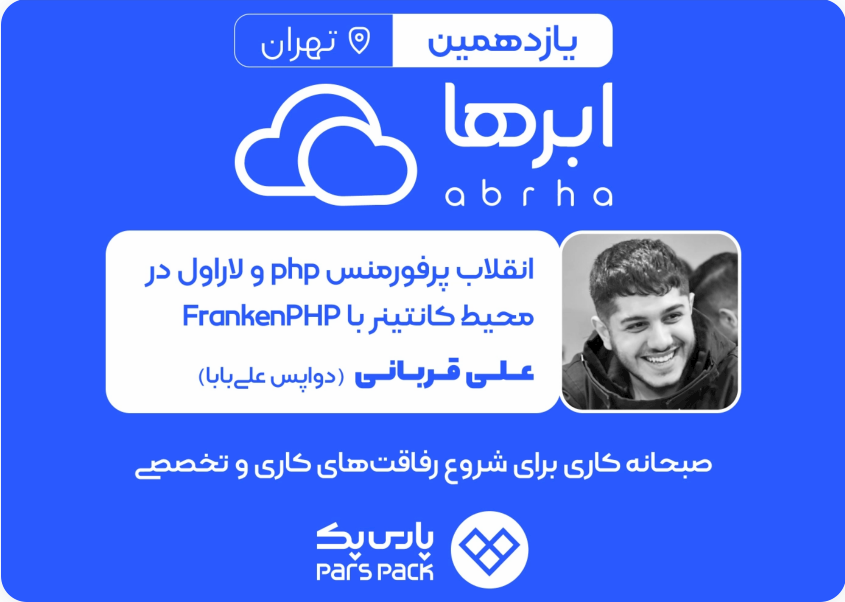 یازدهمین
تهران
ابرها
abrha
انقلاب پرفورمنس php و لاراول در
محیط کانتینر با FrankenPHP
علی قربانی (دواپس علی‌بابا)
صبحانه کاری برای شروع رفاقت‌های کاری و تخصصی
پارس پک
Pars Pack